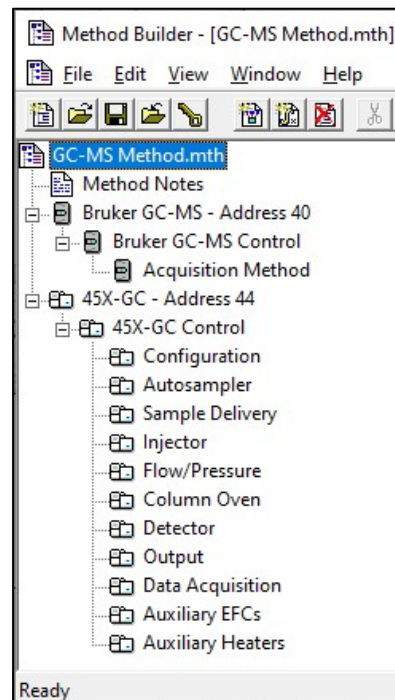 Method Builder - [GC-MS Method.mth]
File Edit View Window Help
GC-MS Method.mth
Method Notes
Bruker GC-MS - Address 40
Bruker GC-MS Control
Acquisition Method
45X-GC - Address 44
45X-GC Control
Configuration
Autosampler
Sample Delivery
Injector
Flow/Pressure
Column Oven
Detector
Output
Data Acquisition
Auxiliary EFCs
Auxiliary Heaters
Ready